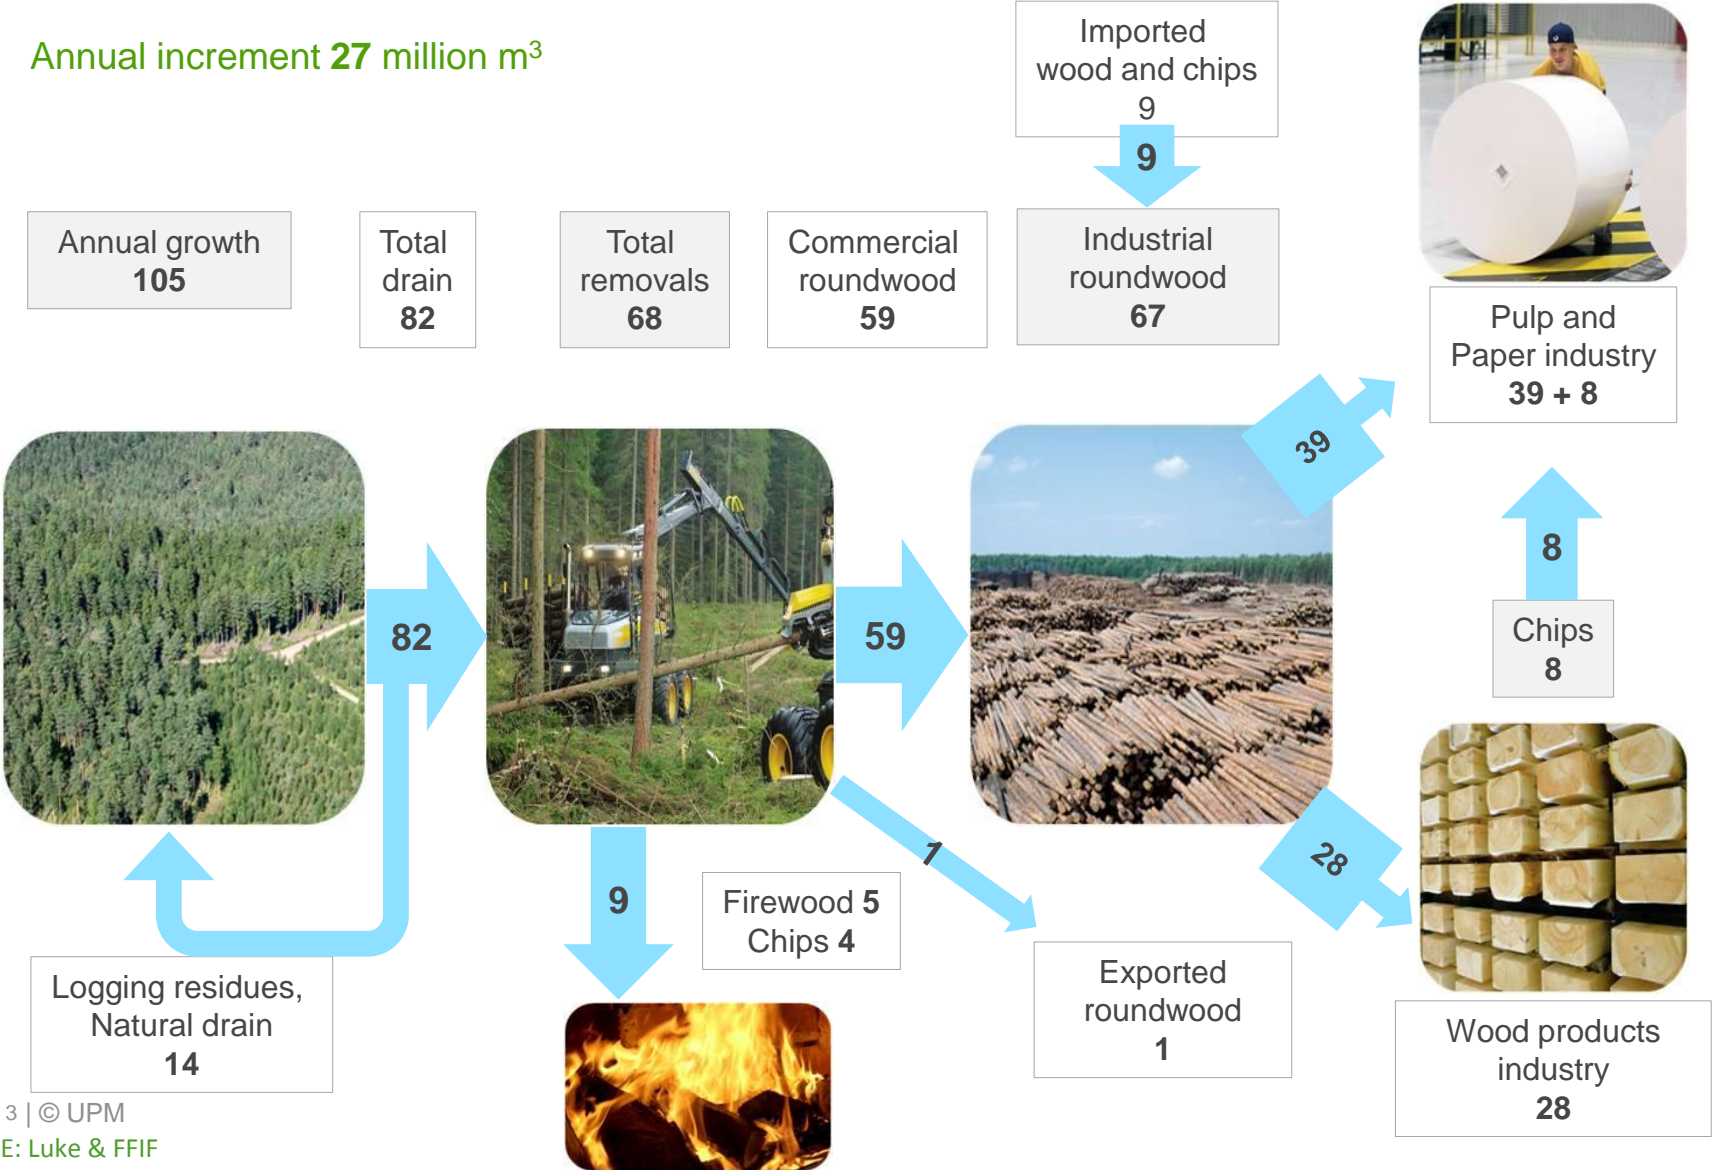 Annual increment 27 million m³
Imported
wood and chips
9
9
Annual growth
105
Total
drain
82
Total
removals
68
Commercial
roundwood
59
Industrial
roundwood
67
Pulp and
Paper industry
39 + 8
39
82
59
8
Chips
8
28
1
9
Firewood 5
Chips 4
Logging residues,
Natural drain
14
Exported
roundwood
1
Wood products
industry
28
3 | © UPM
E: Luke & FFIF